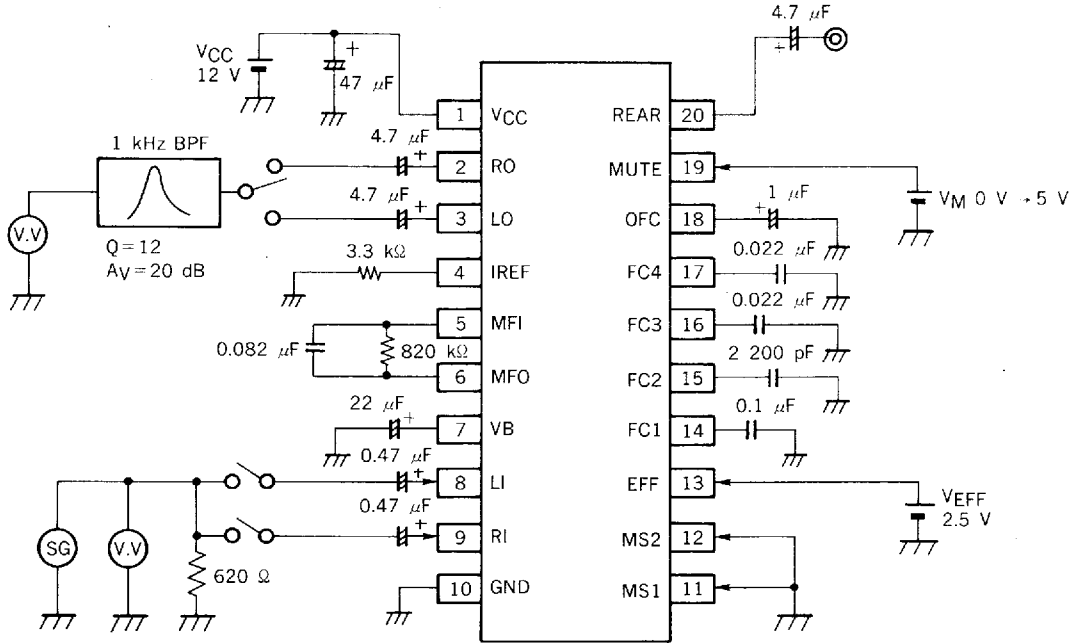 4.7 μF
VCC
12 V
+
47 μF
1 VCC
REAR 20
1 kHz BPF
4.7 μF
+
2 RO
MUTE 19
4.7 μF
+
3 LO
1 μF
+
OFC 18
VM 0 V → 5 V
V.V
Q=12
AV=20 dB
3.3 kΩ
4 IREF
0.022 μF
FC4 17
0.022 μF
5 MFI
FC3 16
0.082 μF
820 kΩ
2 200 pF
6 MFO
FC2 15
22 μF
+
7 VB
0.1 μF
FC1 14
0.47 μF
+
8 LI
EFF 13
0.47 μF
+
9 RI
VEFF
2.5 V
MS2 12
SG
V.V
620 Ω
10 GND
MS1 11
+